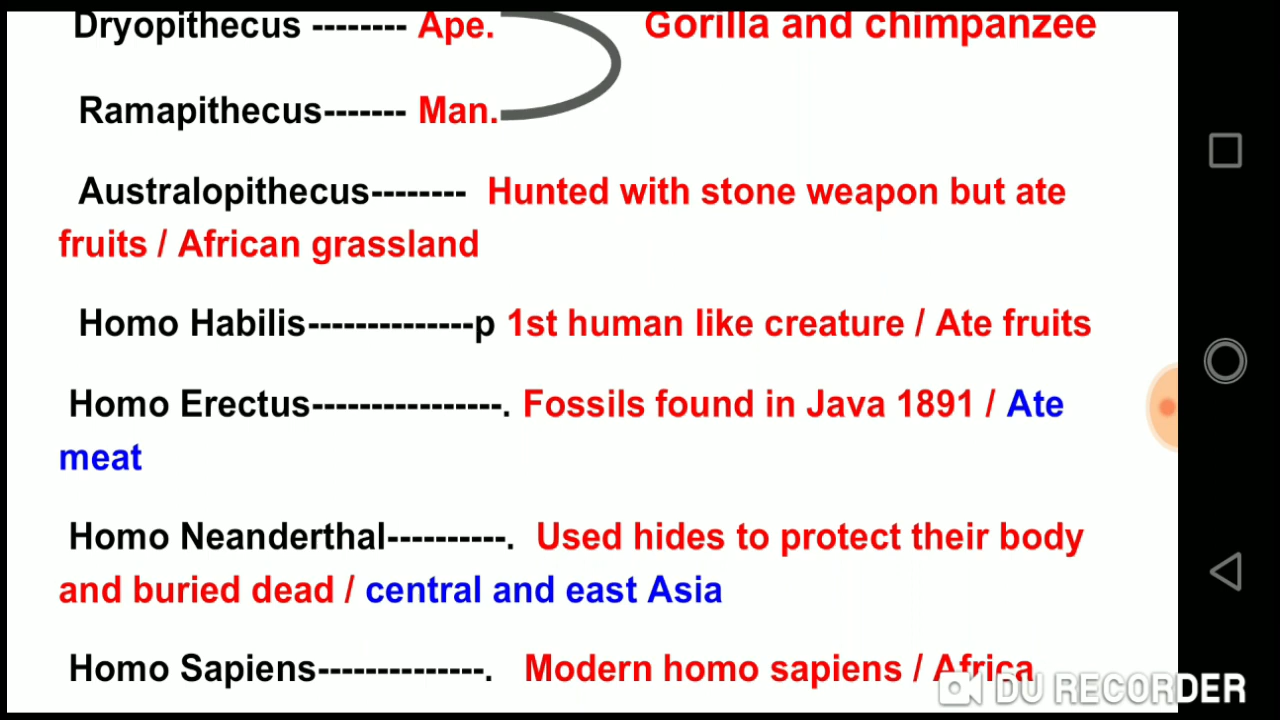 Dryopithecus -------- Ape. Gorilla and chimpanzee
Ramapithecus------- Man.
Australopithecus-------- Hunted with stone weapon but ate
fruits / African grassland
Homo Habilis--------------p 1st human like creature / Ate fruits
Homo Erectus----------------. Fossils found in Java 1891 / Ate
meat
Homo Neanderthal----------. Used hides to protect their body
and buried dead / central and east Asia
Homo Sapiens--------------. Modern homo sapiens / Africa
DU RECORDER